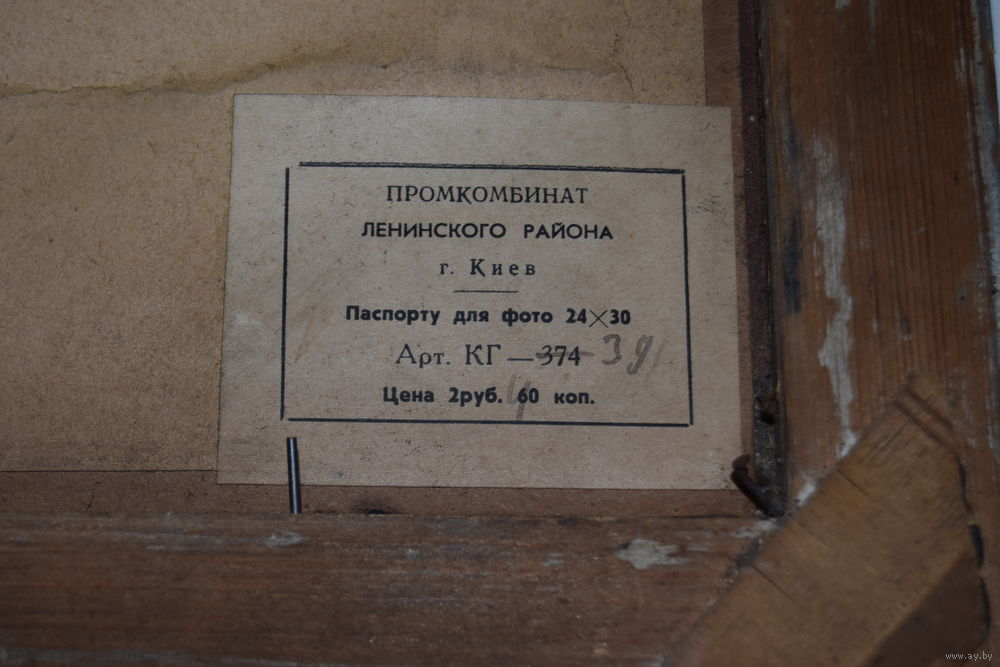 ПРОМКОМБИНАТ
ЛЕНИНСКОГО РАЙОНА
г. Киев
Паспорту для фото 24×30
Арт. КГ—374
Цена 2руб. 60 коп.
www.ay.by